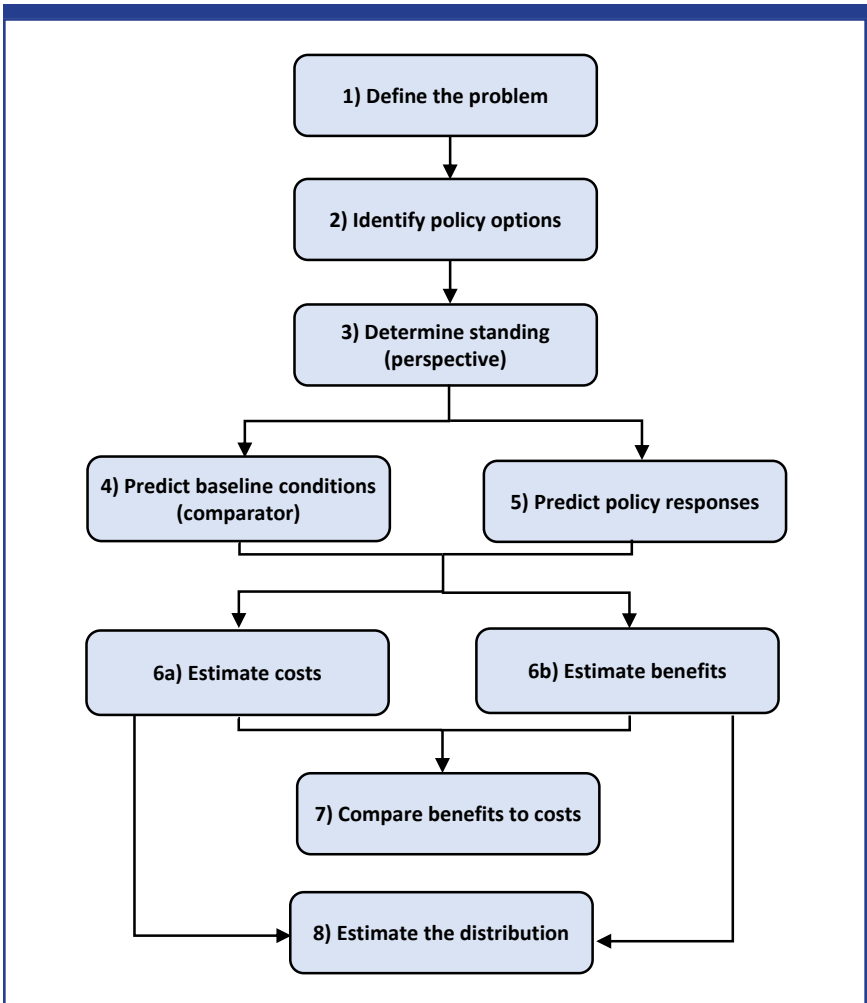 1) Define the problem
2) Identify policy options
3) Determine standing
(perspective)
4) Predict baseline conditions
(comparator)
5) Predict policy responses
6a) Estimate costs
6b) Estimate benefits
7) Compare benefits to costs
8) Estimate the distribution